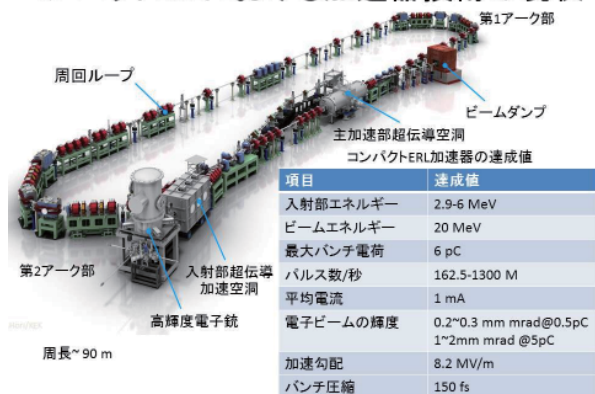 第1アーク部
周回ループ
ビームダンプ
主加速部超伝導空洞
コンパクトERL加速器の達成値
項目 達成値
入射部エネルギー 2.9-6 MeV
ビームエネルギー 20 MeV
最大バンチ電荷 6 pC
パルス数/秒 162.5-1300 M
平均電流 1 mA
電子ビームの輝度 0.2~0.3 mm mrad@0.5pC
1~2mm mrad @5pC
加速勾配 8.2 MV/m
バンチ圧縮 150 fs
第2アーク部
入射部超伝導
加速空洞
高輝度電子銃
周長~ 90 m